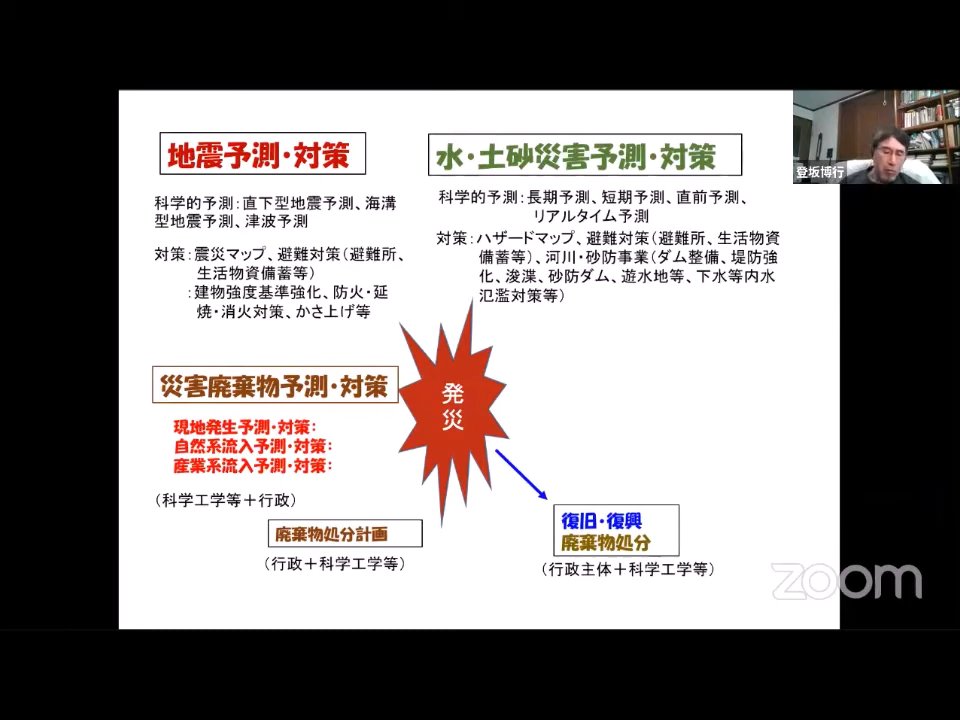 地震予測・対策
科学的予測：直下型地震予測、海溝
型地震予測、津波予測
対策：震災マップ、避難対策（避難所、
生活物資備蓄等）
：建物強度基準強化、防火・延
焼・消火対策、かさ上げ等
水・土砂災害予測・対策
科学的予測：長期予測、短期予測、直前予測、
リアルタイム予測
対策：ハザードマップ、避難対策（避難所、生活物資
備蓄等）、河川・砂防事業（ダム整備、堤防強
化、浚渫、砂防ダム、遊水地等、下水等内水
氾濫対策等）
登坂博行
災害廃棄物予測・対策
現地発生予測・対策：
自然系流入予測・対策：
産業系流入予測・対策：
（科学工学等＋行政）
廃棄物処分計画
（行政＋科学工学等）
発
災
復旧・復興
廃棄物処分
（行政主体＋科学工学等）
zoom